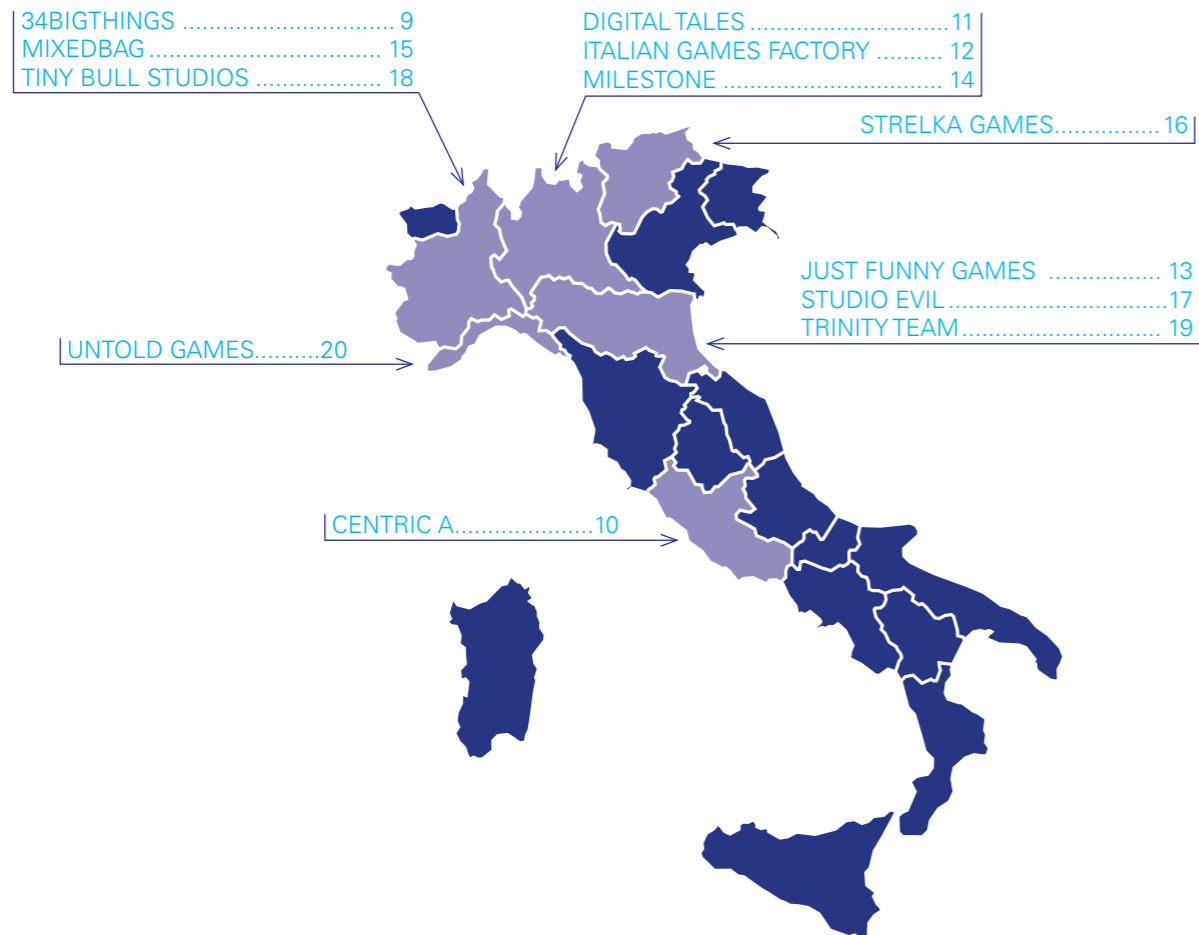 34BIGTHINGS .............................. 9
MIXEDBAG ................................. 15
TINY BULL STUDIOS .................. 18
DIGITAL TALES ............................ 11
ITALIAN GAMES FACTORY .......... 12
MILESTONE ............................... 14
STRELKA GAMES ............... 16
JUST FUNNY GAMES ................ 13
STUDIO EVIL ............................... 17
TRINITY TEAM ............................. 19
UNTOLD GAMES .......... 20
CENTRIC A .................... 10